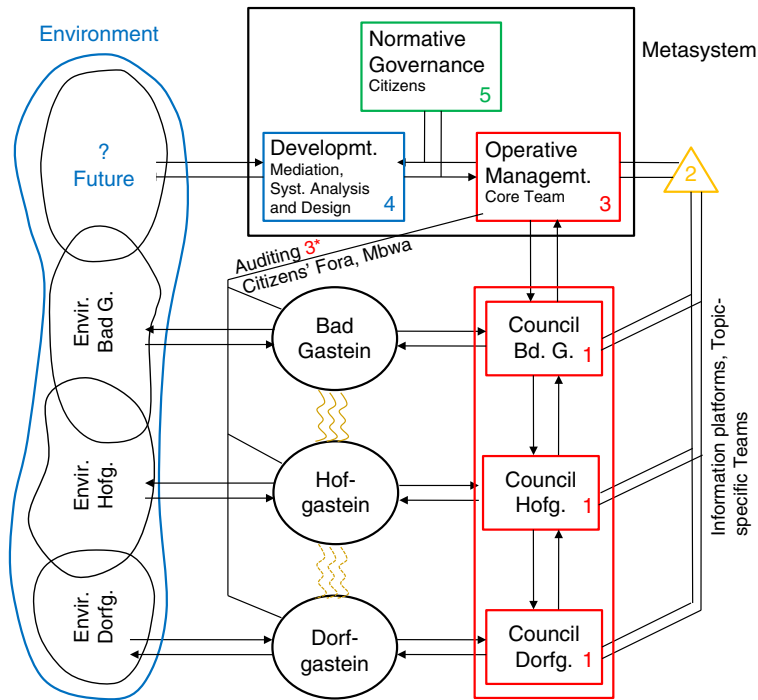 Environment
Normative
Governance
Citizens
5
Metasystem
?
Future
Developmt.
Mediation,
Syst. Analysis
and Design
4
Operative
Managemt.
Core Team
3
2
Auditing 3*
Citizens' Fora, Mbwa
Envir.
Bad G.
Bad
Gastein
Council
Bd. G.
1
Envir.
Hofg.
Hof-
gastein
Council
Hofg.
1
Envir.
Dorfg.
Dorf-
gastein
Council
Dorfg.
1
Information platforms, Topic-
specific Teams